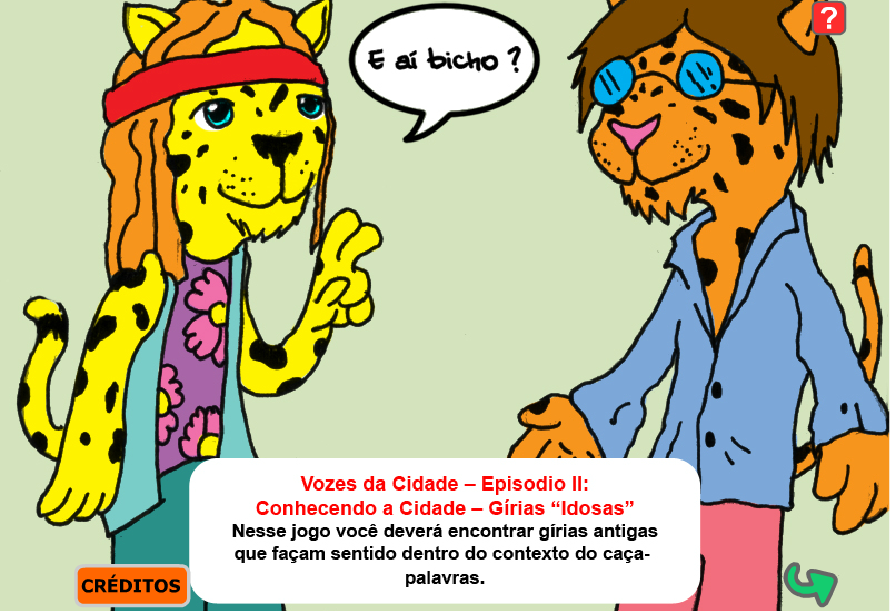 ?
E aí bicho ?
Vozes da Cidade – Episodio II:
Conhecendo a Cidade – Gírias “Idosas”
Nesse jogo você deverá encontrar gírias antigas
que façam sentido dentro do contexto do caça-
palavras.
CRÉDITOS